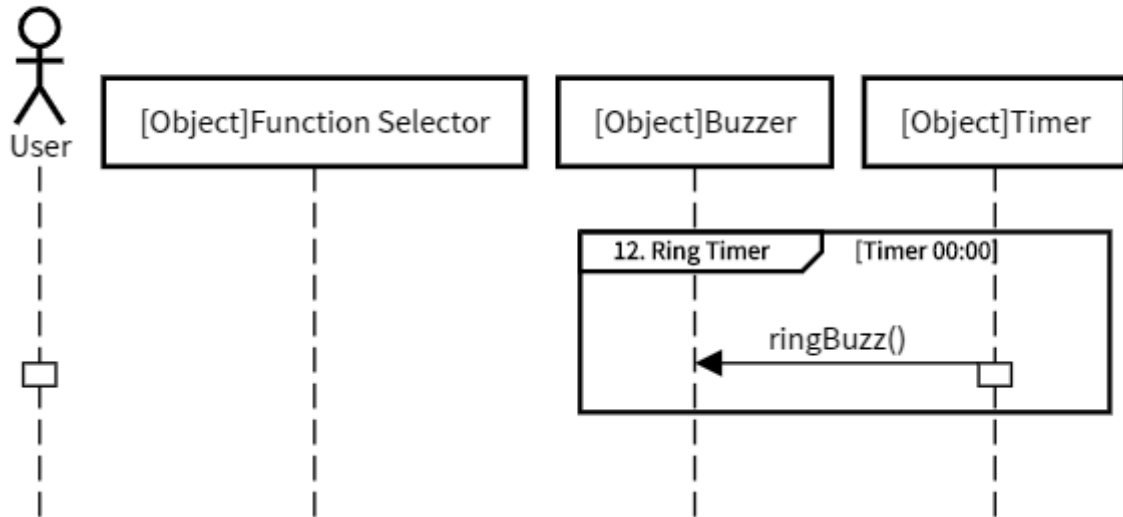 User
[Object]Function Selector
[Object]Buzzer
[Object]Timer
12. Ring Timer
[Timer 00:00]
ringBuzz()